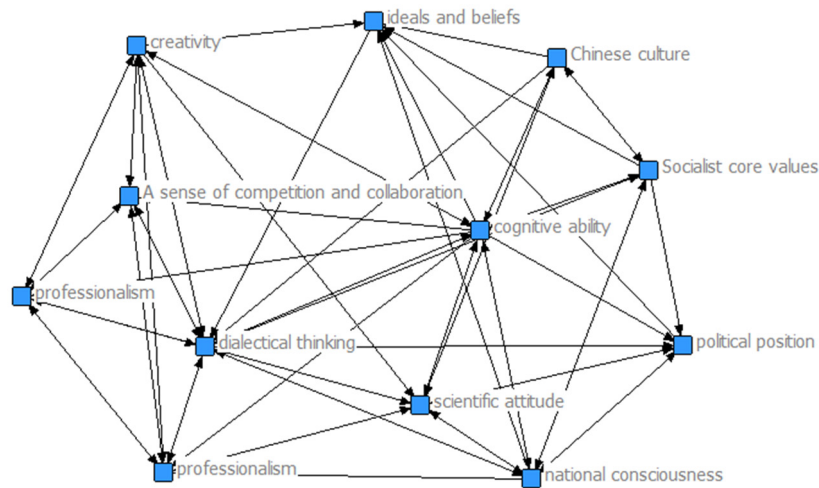 ideals and beliefs
creativity
Chinese culture
Socialist core values
A sense of competition and collaboration
cognitive ability
professionalism
dialectical thinking
political position
scientific attitude
professionalism
national consciousness